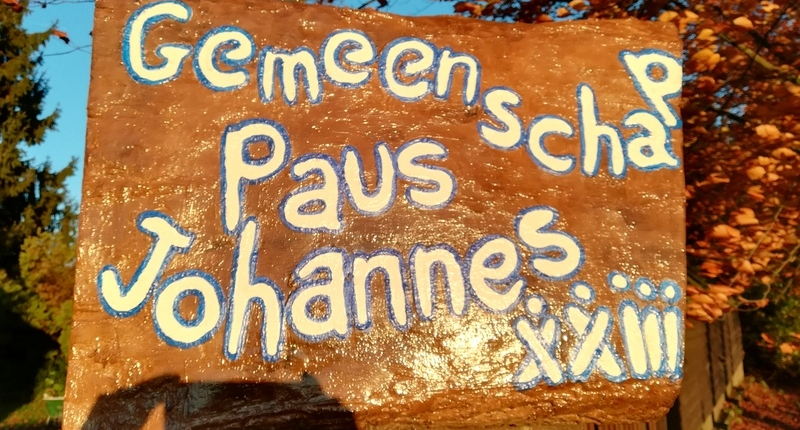 Gemeenschap
Paus
Johannes
xxiii